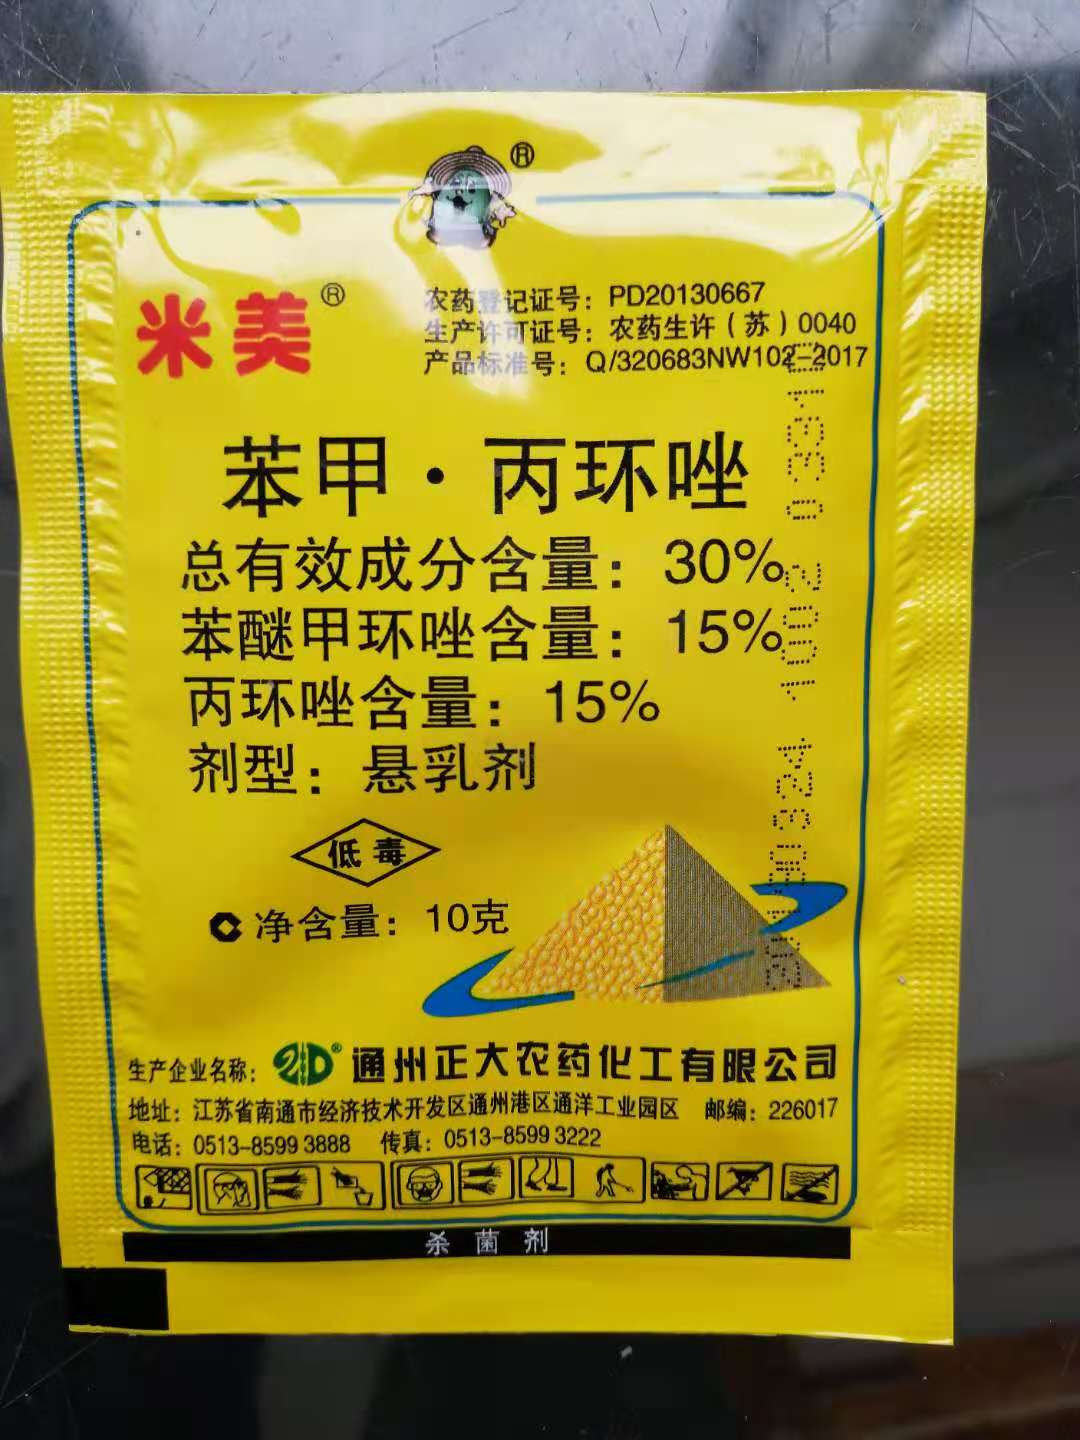 ®
米美®
农药登记证号：PD20130667
生产许可证号：农药生许（苏）0040
产品标准号：Q/320683NW102-2017
苯甲·丙环唑
总有效成分含量：30%
苯醚甲环唑含量：15%
丙环唑含量：15%
剂型：悬乳剂
低毒
净含量：10克
生产企业名称：
® 通州正大农药化工有限公司
地址：江苏省南通市经济技术开发区通州港区通洋工业园区 邮编：226017
电话：0513-8599 3888 传真：0513-8599 3222
杀菌剂